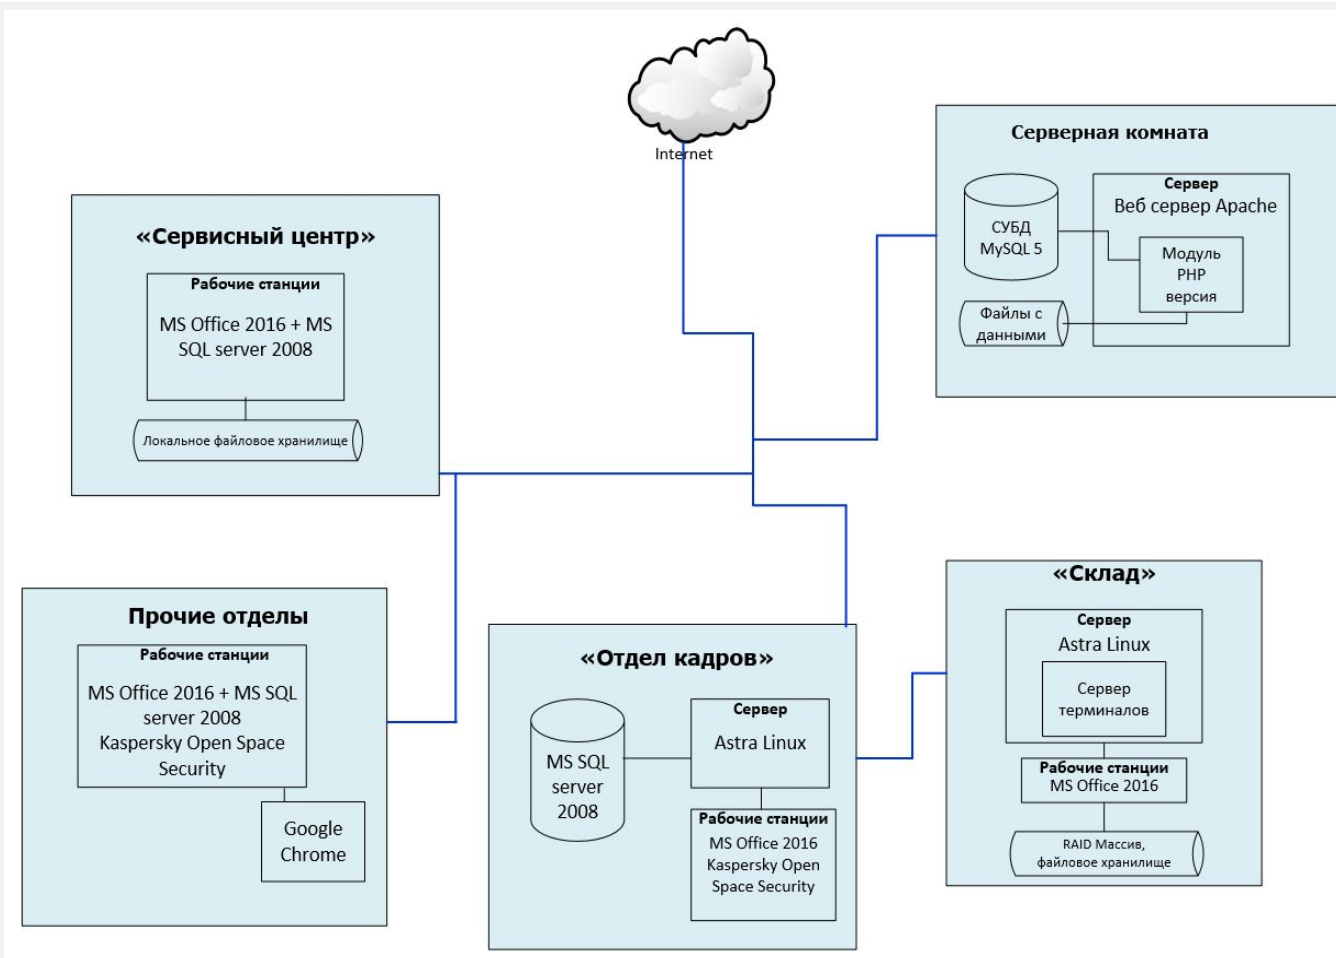 Internet
Серверная комната
СУБД
MySQL 5
Сервер
Веб сервер Apache
Модуль
PHP
версия
Файлы с
данными
«Сервисный центр»
Рабочие станции
MS Office 2016 + MS
SQL server 2008
Локальное файловое хранилище
Прочие отделы
Рабочие станции
MS Office 2016 + MS SQL
server 2008
Kaspersky Open Space
Security
Google
Chrome
«Отдел кадров»
MS SQL
server
2008
Сервер
Astra Linux
Рабочие станции
MS Office 2016
Kaspersky Open
Space Security
«Склад»
Сервер
Astra Linux
Сервер
терминалов
Рабочие станции
MS Office 2016
RAID Массив,
файловое хранилище